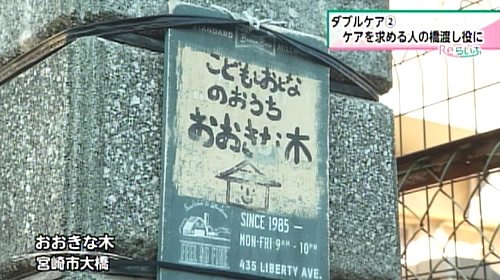 ダブルケア②
ケアを求める人の橋渡し役に
Reらいふ
STANDARD
こどもとおとな
のおうち
おおきな木
SINCE 1985
MON-FRI 9AM - 10PM
435 LIBERTY AVE.
おおきな木
宮崎市大橋